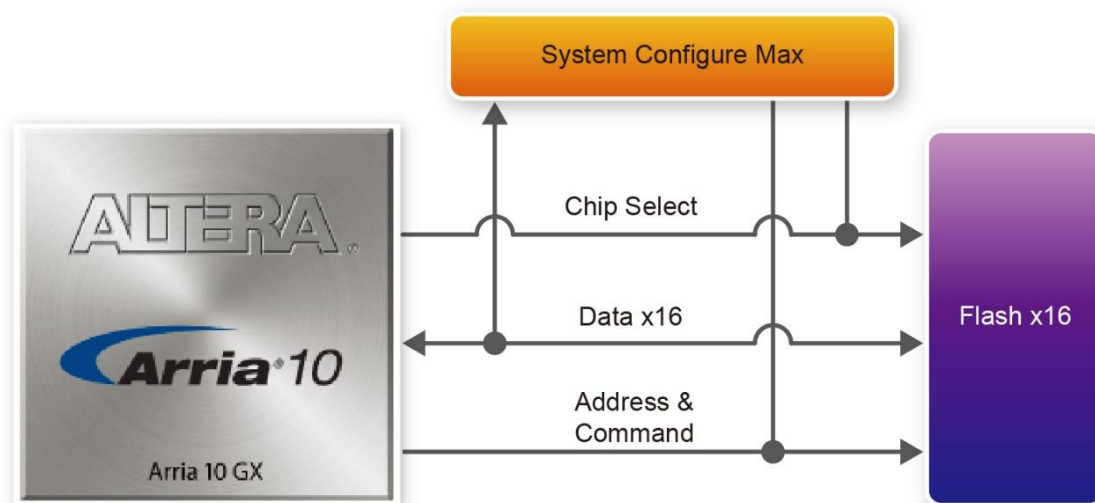 System Configure Max
ALTERA®
Chip Select
Data x16
Flash x16
Arria® 10
Address &
Command
Arria 10 GX